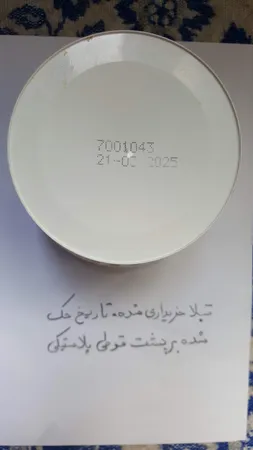 7001043
21-0 2025
قبلا خریداری شده. تاریخ حک
شده بر پشت قوطی پلاستیکی